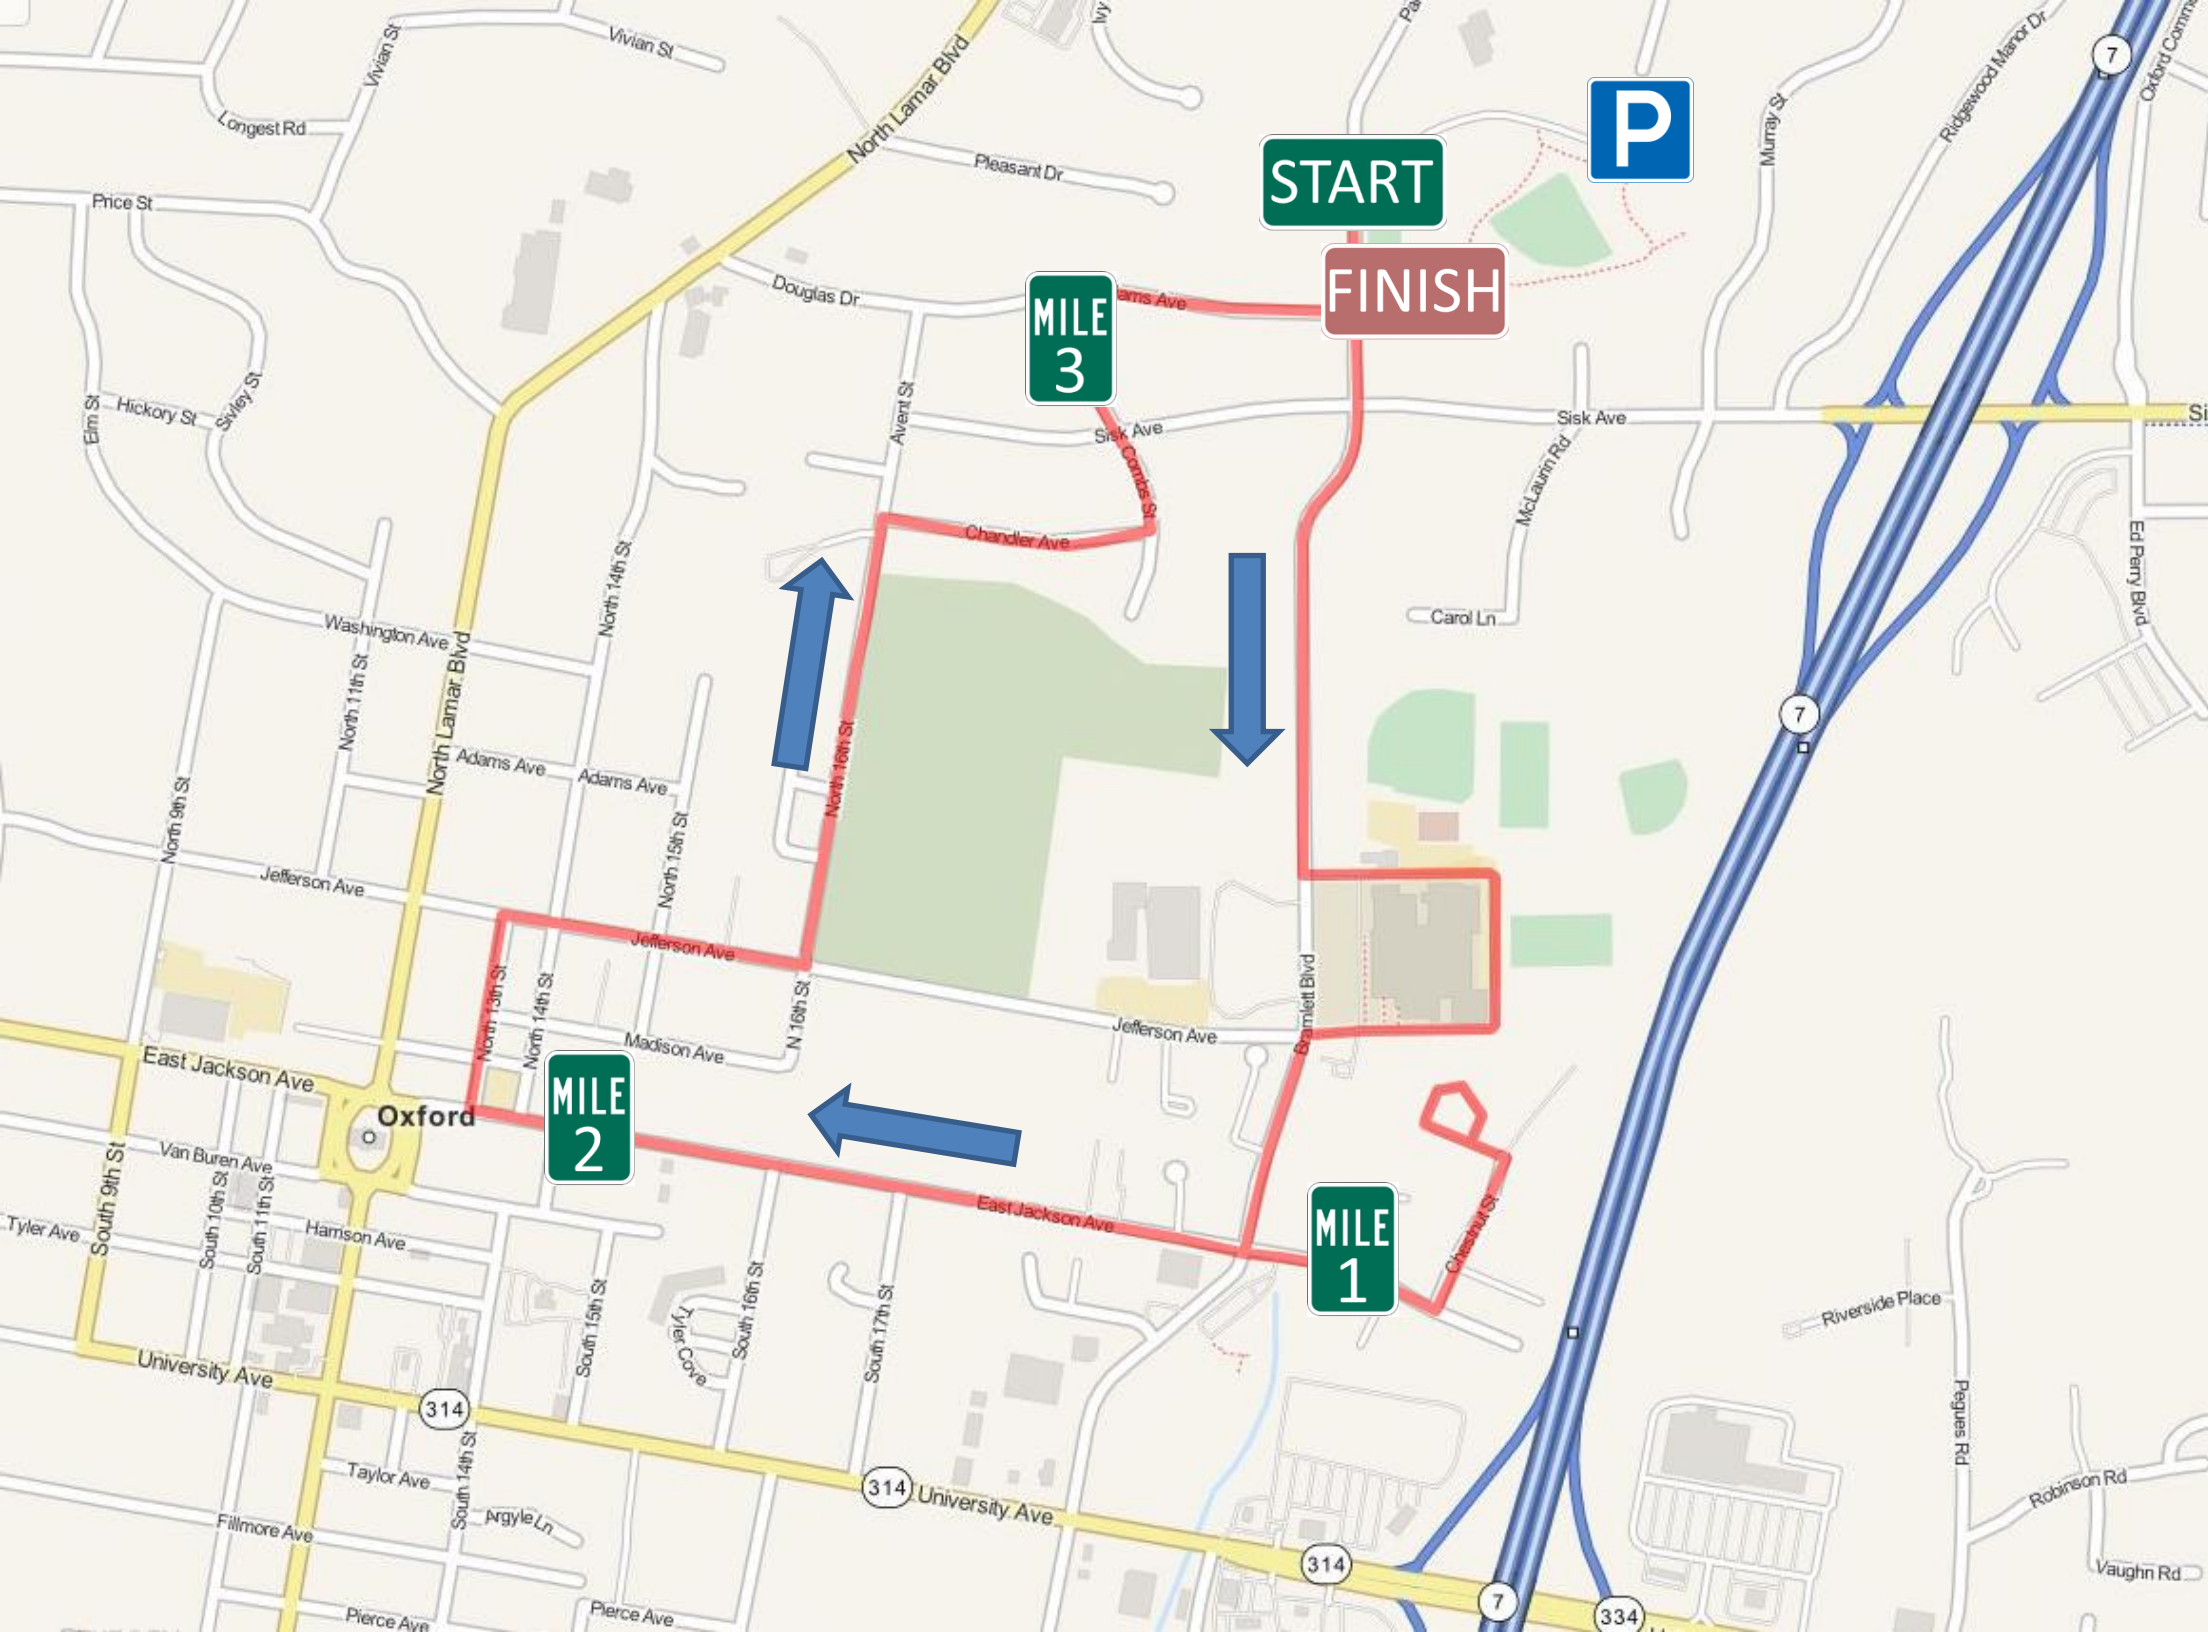 Vivian St
Vivian St
Longest Rd
North Lamar Blvd
Ivy
Pleasant Dr
START
P
Murray St
Ridgewood Manor Dr
7
Price St
Douglas Dr
MILE
3
FINISH
Hickory St
Sivley St
Elm St
Avent St
Sisk Ave
Combs St
Sisk Ave
McLaurin Rd
Chandler Ave
Carol Ln
Ed Perry Blvd
Washington Ave
North 11th St
North Lamar Blvd
North 14th St
North 9th St
Adams Ave
Adams Ave
North 15th St
North 16th St
7
Jefferson Ave
Jefferson Ave
North 13th St
North 14th St
Madison Ave
N 16th St
Jefferson Ave
Bramlett Blvd
East Jackson Ave
Oxford
MILE
2
Van Buren Ave
South 9th St
South 10th St
South 11th St
Tyler Ave
Harrison Ave
East Jackson Ave
MILE
1
Chestnut St
South 15th St
Tyler Cove
South 16th St
South 17th St
Riverside Place
University Ave
314
South 14th St
Taylor Ave
Argyle Ln
Fillmore Ave
314
University Ave
Pegues Rd
Robinson Rd
Vaughn Rd
314
7
334
Pierce Ave
Pierce Ave